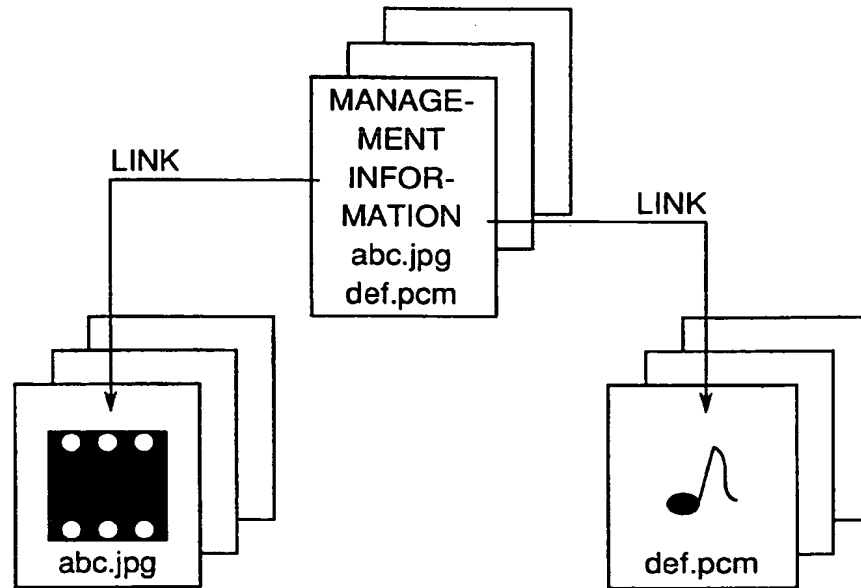 MANAGE-
MENT
INFOR-
MATION
abc.jpg
def.pcm
LINK
LINK
abc.jpg
def.pcm